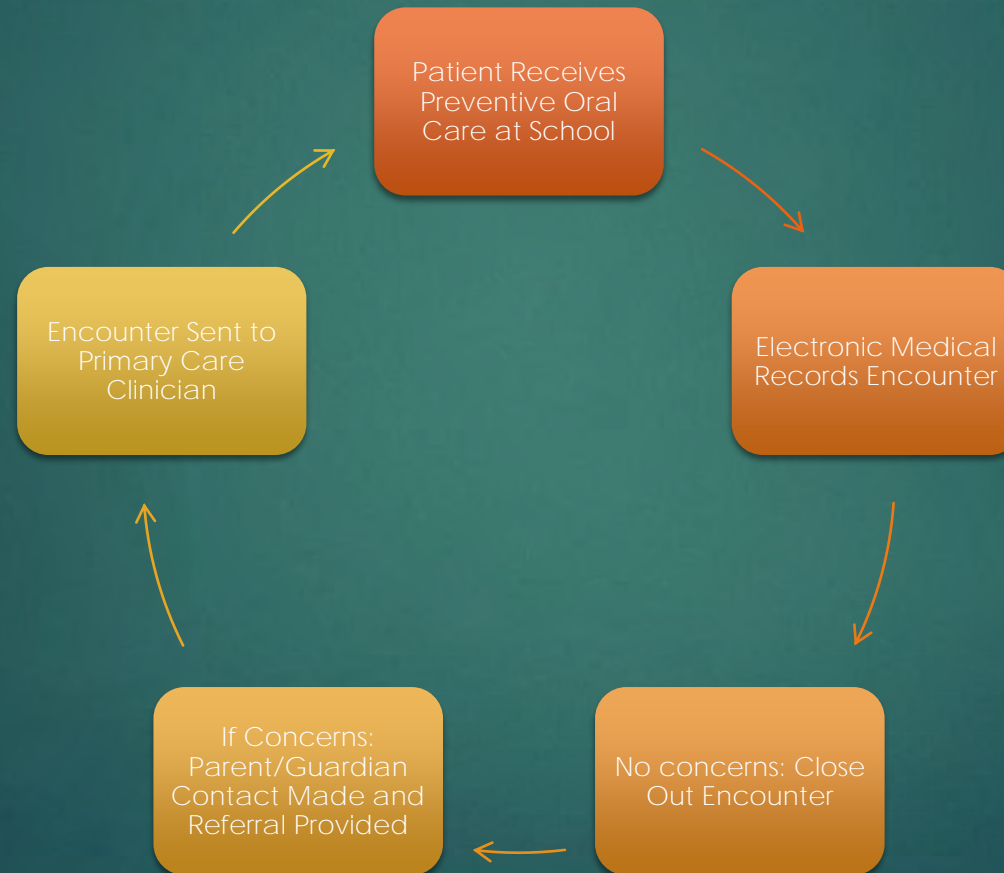 Patient Receives
Preventive Oral
Care at School
Electronic Medical
Records Encounter
No concerns: Close
Out Encounter
If Concerns:
Parent/Guardian
Contact Made and
Referral Provided
Encounter Sent to
Primary Care
Clinician